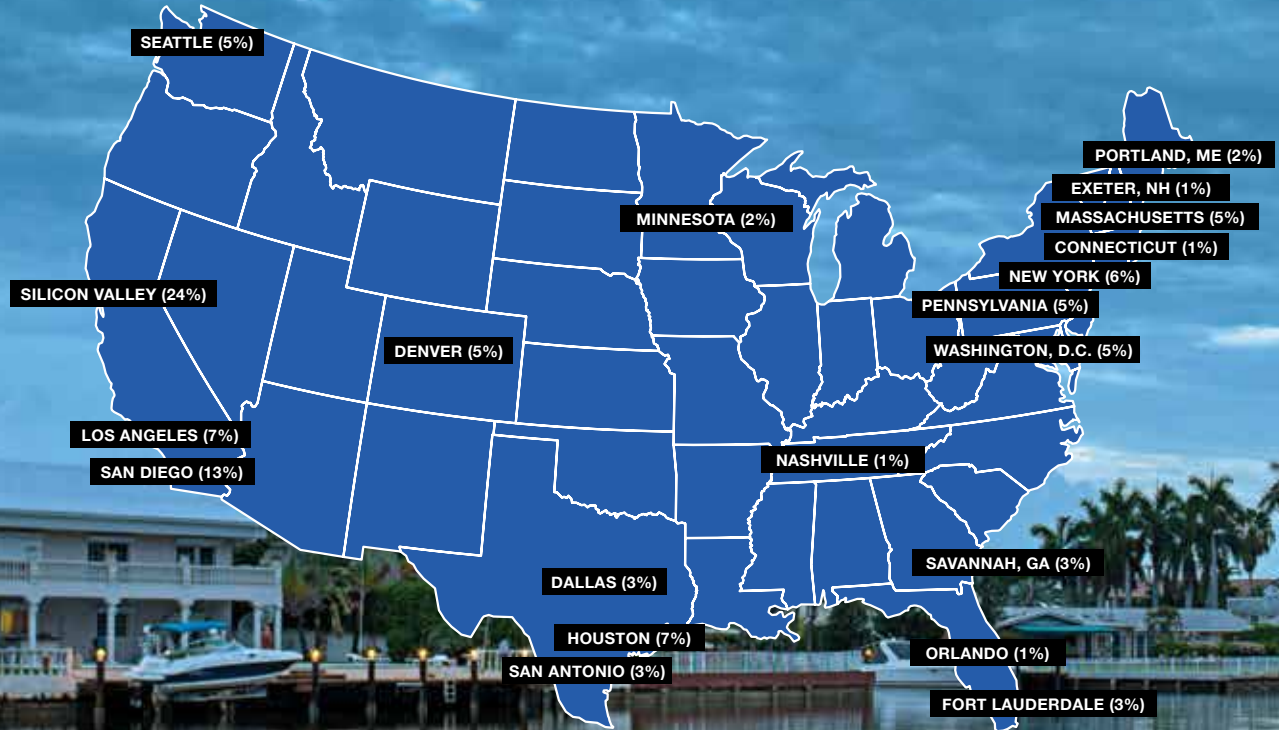 SEATTLE (5%)
PORTLAND, ME (2%)
EXETER, NH (1%)
MASSACHUSETTS (5%)
MINNESOTA (2%)
CONNECTICUT (1%)
NEW YORK (6%)
SILICON VALLEY (24%)
PENNSYLVANIA (5%)
DENVER (5%)
WASHINGTON, D.C. (5%)
LOS ANGELES (7%)
SAN DIEGO (13%)
NASHVILLE (1%)
SAVANNAH, GA (3%)
DALLAS (3%)
HOUSTON (7%)
ORLANDO (1%)
SAN ANTONIO (3%)
FORT LAUDERDALE (3%)